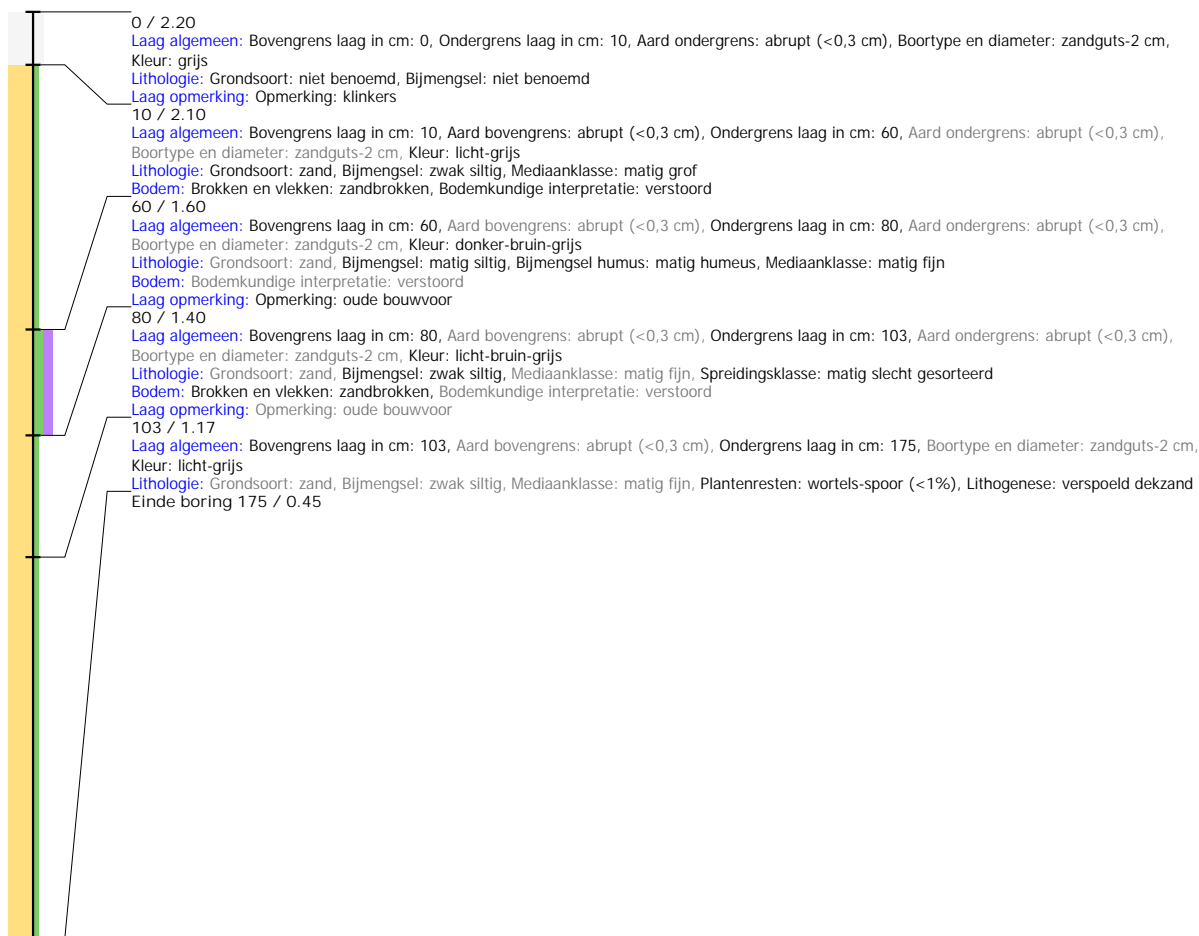 0 / 2.20
Laag algemeen: Bovengrens laag in cm: 0, Ondergrens laag in cm: 10, Aard ondergrens: abrupt (<0,3 cm), Boortype en diameter: zandguts-2 cm,
Kleur: grijs
Lithologie: Grondsoort: niet benoemd, Bijmengsel: niet benoemd
Laag opmerking: Opmerking: klinkers
10 / 2.10
Laag algemeen: Bovengrens laag in cm: 10, Aard bovengrens: abrupt (<0,3 cm), Ondergrens laag in cm: 60, Aard ondergrens: abrupt (<0,3 cm),
Boortype en diameter: zandguts-2 cm, Kleur: licht-grijs
Lithologie: Grondsoort: zand, Bijmengsel: zwak siltig, Mediaanklasse: matig grof
Bodem: Brokken en vlekken: zandbrokken, Bodemkundige interpretatie: verstoord
60 / 1.60
Laag algemeen: Bovengrens laag in cm: 60, Aard bovengrens: abrupt (<0,3 cm), Ondergrens laag in cm: 80, Aard ondergrens: abrupt (<0,3 cm),
Boortype en diameter: zandguts-2 cm, Kleur: donker-bruin-grijs
Lithologie: Grondsoort: zand, Bijmengsel: matig siltig, Bijmengsel humus: matig humeus, Mediaanklasse: matig fijn
Bodem: Bodemkundige interpretatie: verstoord
Laag opmerking: Opmerking: oude bouwvoor
80 / 1.40
Laag algemeen: Bovengrens laag in cm: 80, Aard bovengrens: abrupt (<0,3 cm), Ondergrens laag in cm: 103, Aard ondergrens: abrupt (<0,3 cm),
Boortype en diameter: zandguts-2 cm, Kleur: licht-bruin-grijs
Lithologie: Grondsoort: zand, Bijmengsel: zwak siltig, Mediaanklasse: matig fijn, Spreidingsklasse: matig slecht gesorteerd
Bodem: Brokken en vlekken: zandbrokken, Bodemkundige interpretatie: verstoord
Laag opmerking: Opmerking: oude bouwvoor
103 / 1.17
Laag algemeen: Bovengrens laag in cm: 103, Aard bovengrens: abrupt (<0,3 cm), Ondergrens laag in cm: 175, Boortype en diameter: zandguts-2 cm,
Kleur: licht-grijs
Lithologie: Grondsoort: zand, Bijmengsel: zwak siltig, Mediaanklasse: matig fijn, Plantenresten: wortels-spoor (<1%), Lithogenese: verspoeld dekzand
Einde boring 175 / 0.45